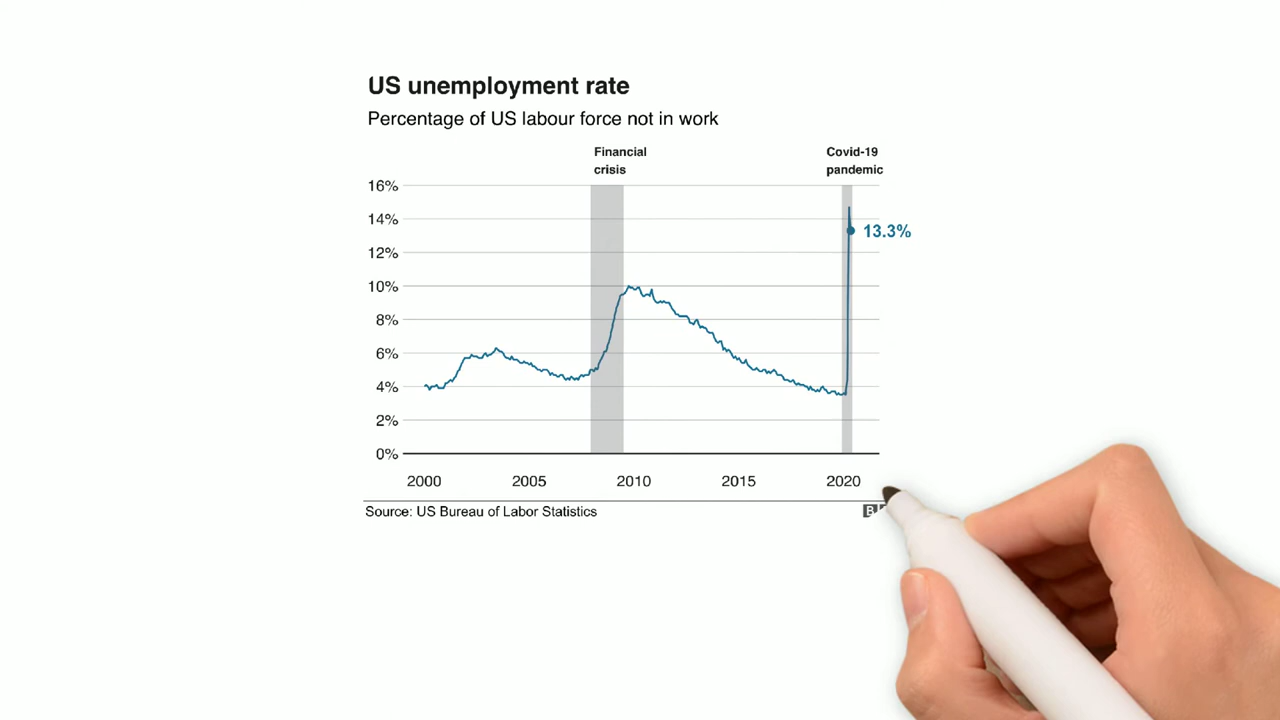 US unemployment rate
Percentage of US labour force not in work
Financial
crisis
Covid-19
pandemic
16%
14%
13.3%
12%
10%
8%
6%
4%
2%
0%
2000 2005 2010 2015 2020
Source: US Bureau of Labor Statistics
B